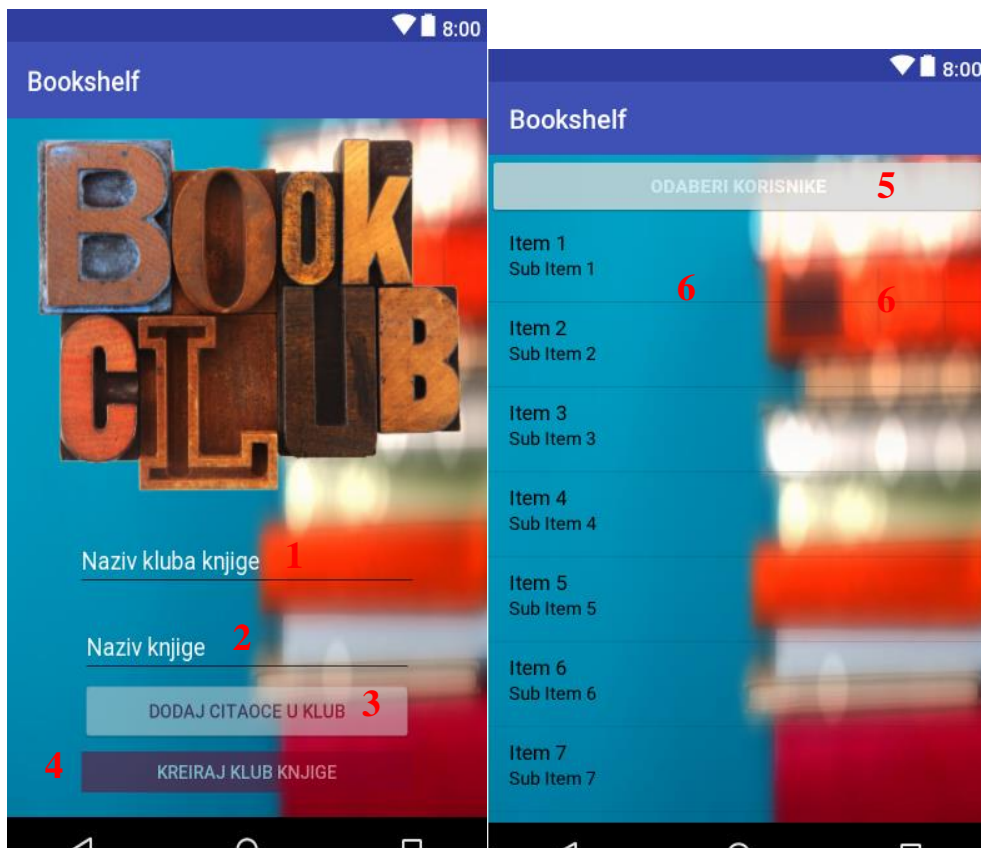 8:00
Bookshelf
Book
CLUB
Naziv kluba knjige 1
Naziv knjige 2
DODAJ CITAOCE U KLUB 3
4 KREIRAJ KLUB KNJIGE
8:00
Bookshelf
ODABERI KORISNIKE 5
Item 1
Sub Item 1
6 6
Item 2
Sub Item 2
Item 3
Sub Item 3
Item 4
Sub Item 4
Item 5
Sub Item 5
Item 6
Sub Item 6
Item 7
Sub Item 7